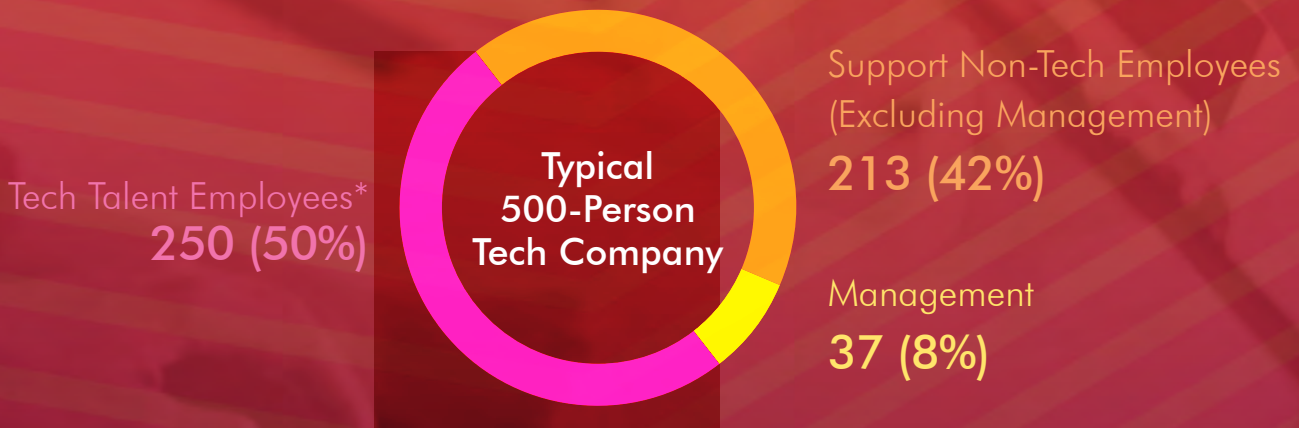 Tech Talent Employees*
250 (50%)
Typical
500-Person
Tech Company
Support Non-Tech Employees
(Excluding Management)
213 (42%)
Management
37 (8%)